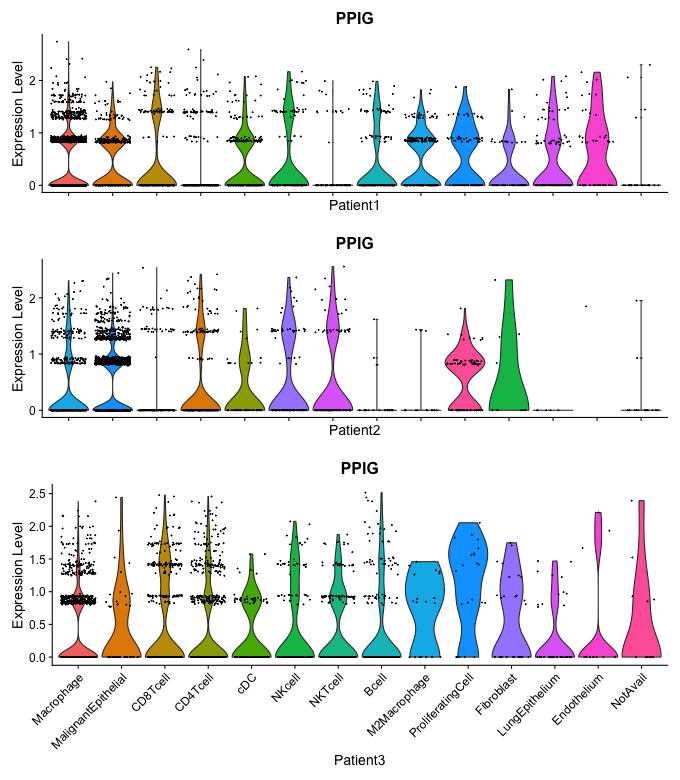 PPIG
Expression Level
2
1
0
Patient1
PPIG
Expression Level
2
1
0
Patient2
PPIG
Expression Level
2.5
2.0
1.5
1.0
0.5
0.0
Macrophage
MalignantEpithelial
CD8Tcell
CD4Tcell
cDC
NKcell
NKTcell
Bcell
M2Macrophage
ProliferatingCell
Fibroblast
LungEpithelium
Endothelium
NotAvail
Patient3